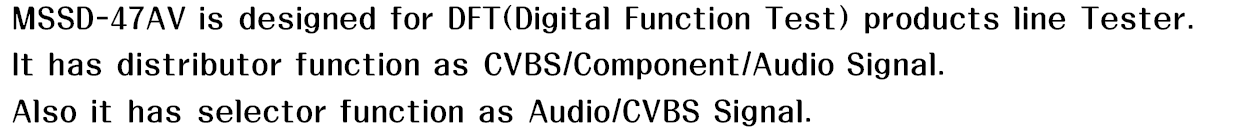 MSSD-47AV is designed for DFT(Digital Function Test) products line Tester.
It has distributor function as CVBS/Component/Audio Signal.
Also it has selector function as Audio/CVBS Signal.